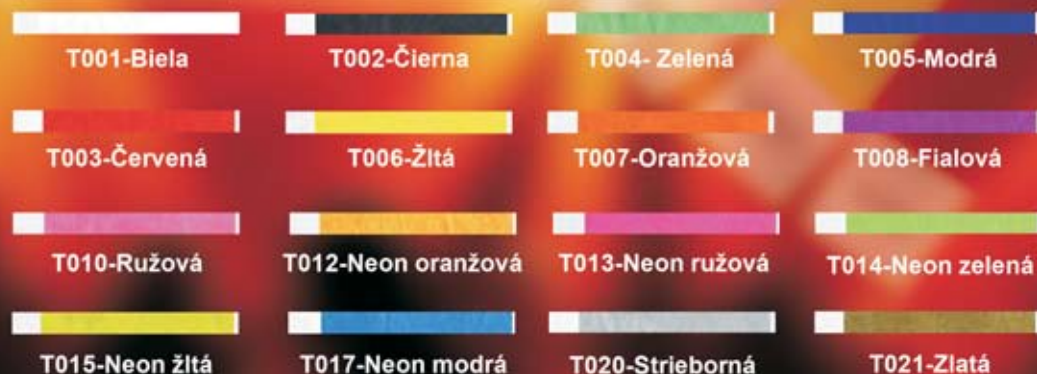 T001-Biela
T002-Čierna
T004- Zelená
T005-Modrá
T003-Červená
T006-Žltá
T007-Oranžová
T008-Fialová
T010-Ružová
T012-Neon oranžová
T013-Neon ružová
T014-Neon zelená
T015-Neon žltá
T017-Neon modrá
T020-Strieborná
T021-Zlatá